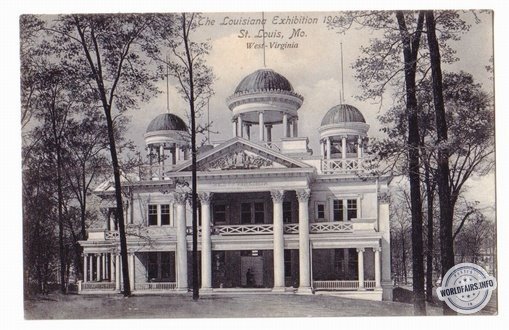 The Louisiana Exhibition 1904
St. Louis, Mo.
West-Virginia
WORLDFAIRS.INFO